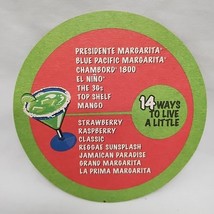 PRESIDENTE MARGARITA®
BLUE PACIFIC MARGARITA®
CHAMBORD® 1800
EL NIÑO®
THE 3Gs
TOP SHELF
MANGO
14 WAYS
TO LIVE
A LITTLE
STRAWBERRY
RASPBERRY
CLASSIC
REGGAE SUNSPLASH
JAMAICAN PARADISE
GRAND MARGARITA
LA PRIMA MARGARITA